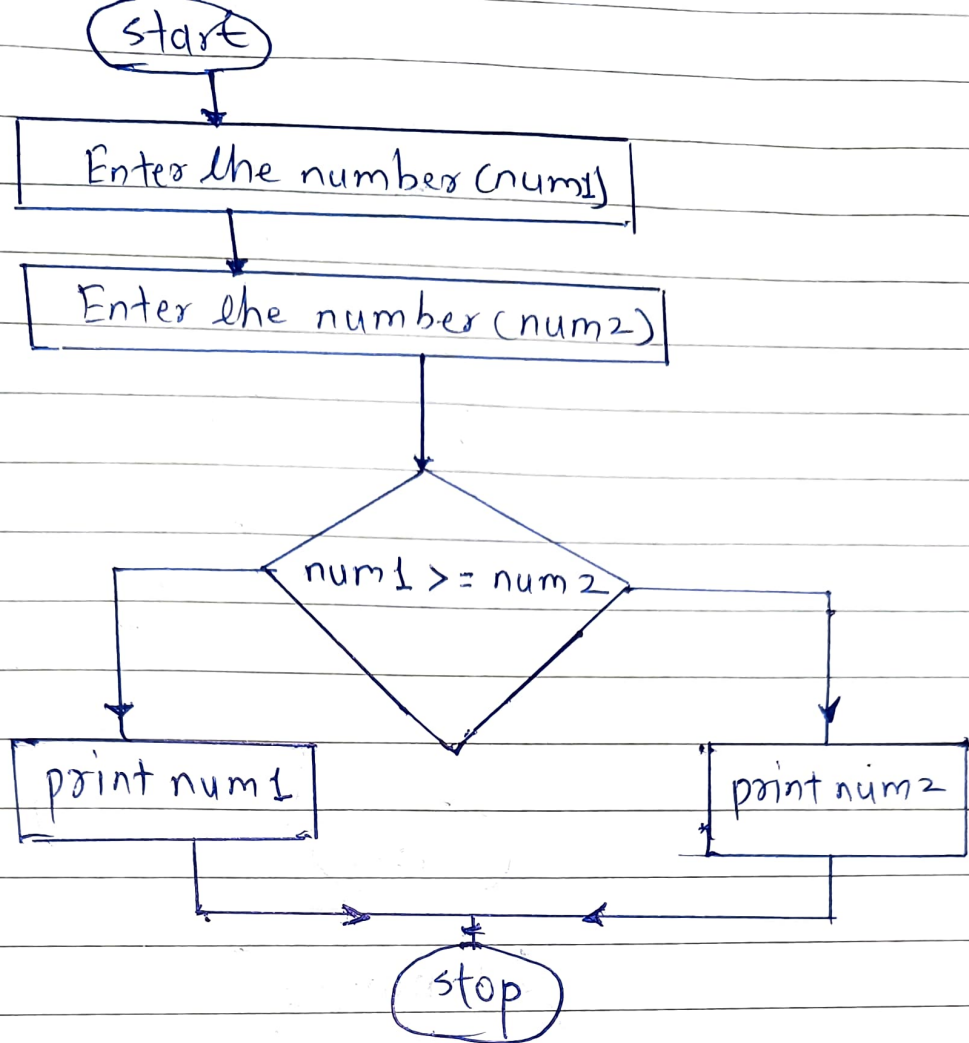 start
Enter the number (num1)
Enter the number (num2)
num1 >= num2
print num1
print num2
stop